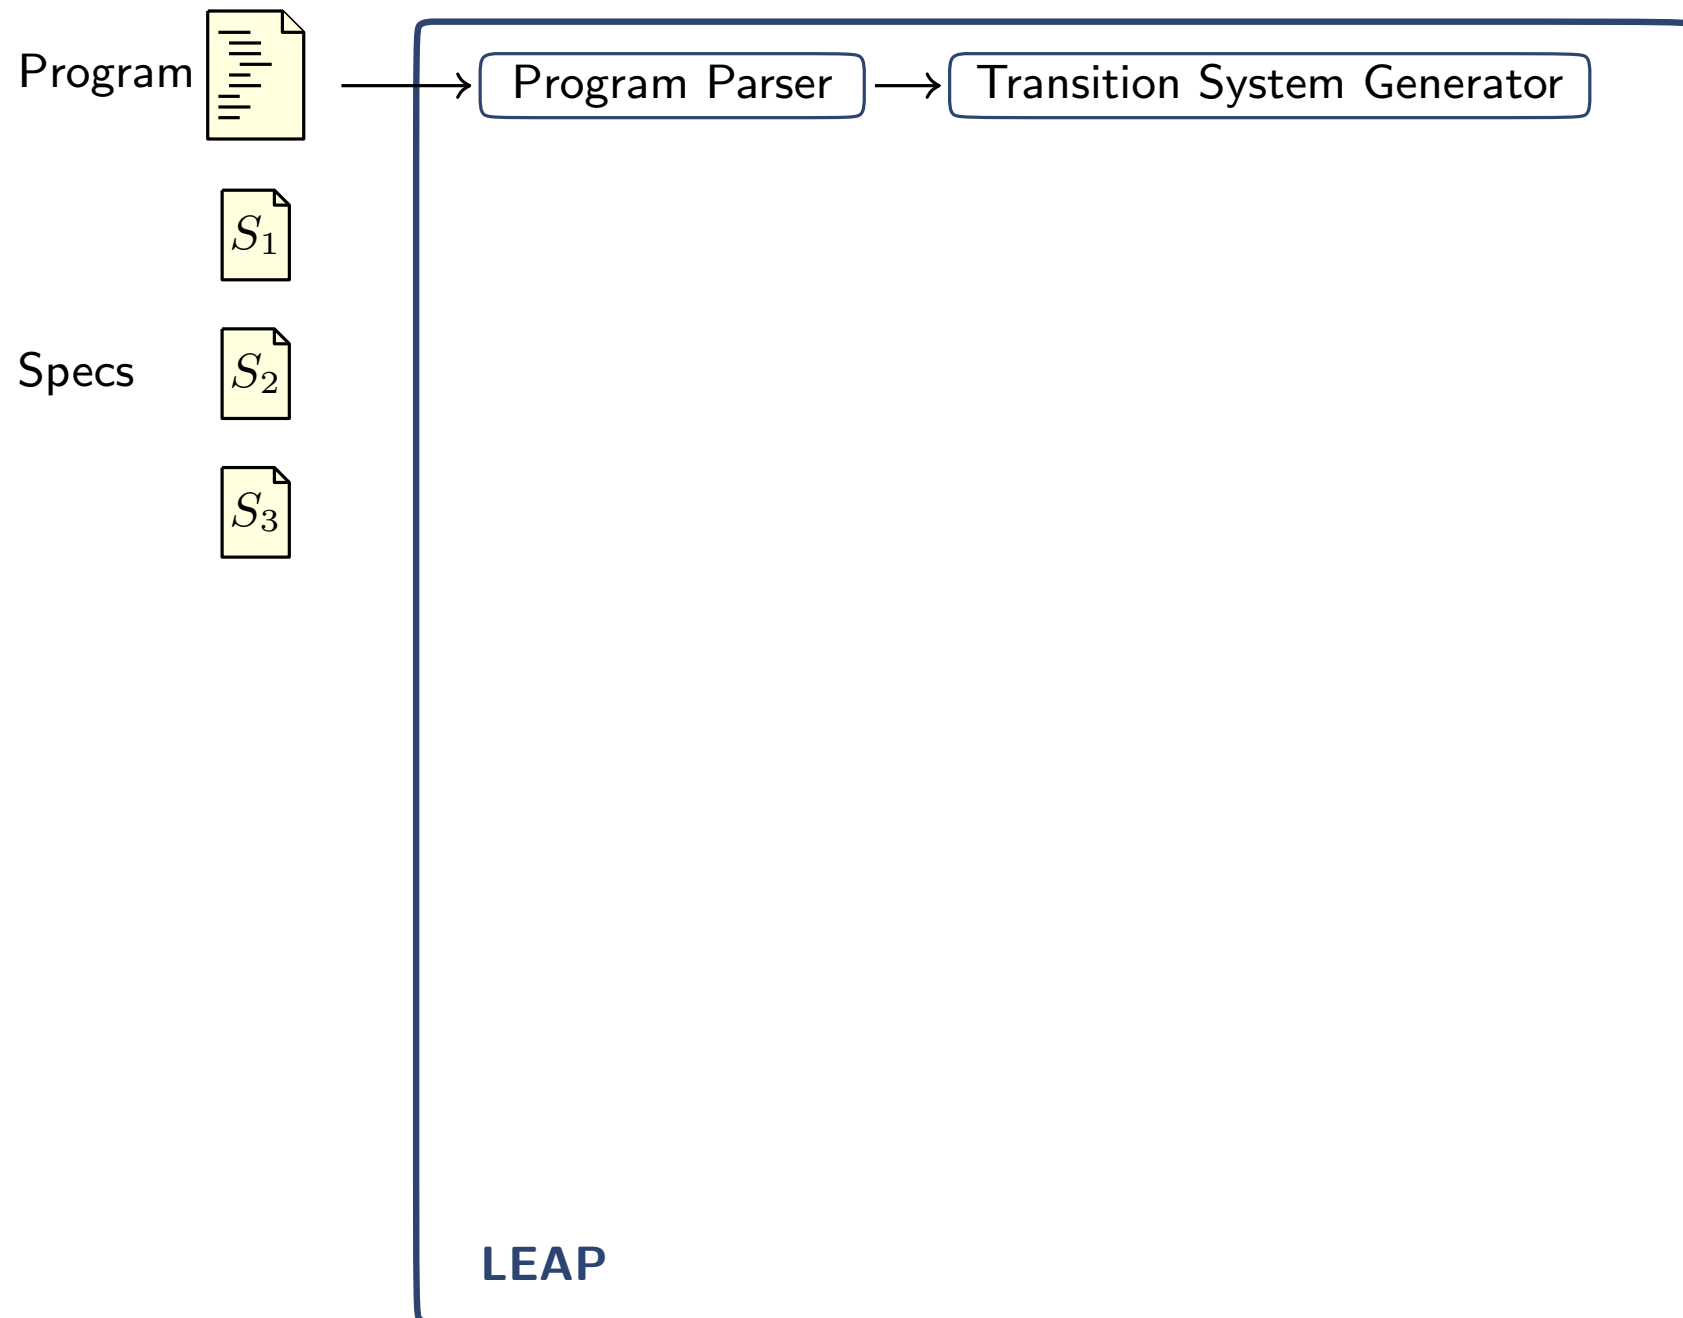 Program
Program Parser
Transition System Generator
S₁
Specs
S₂
S₃
LEAP